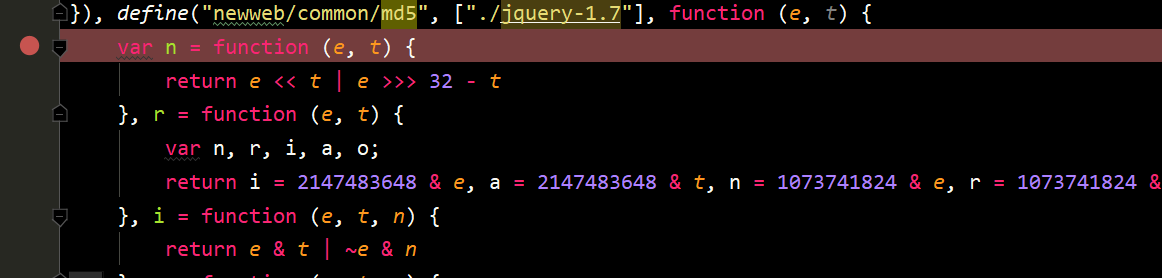 }), define("newweb/common/md5", ["./jquery-1.7"], function (e, t) {
var n = function (e, t) {
return e << t | e >>> 32 - t
}, r = function (e, t) {
var n, r, i, a, o;
return i = 2147483648 & e, a = 2147483648 & t, n = 1073741824 & e, r = 1073741824 &
}, i = function (e, t, n) {
return e & t | ~e & n